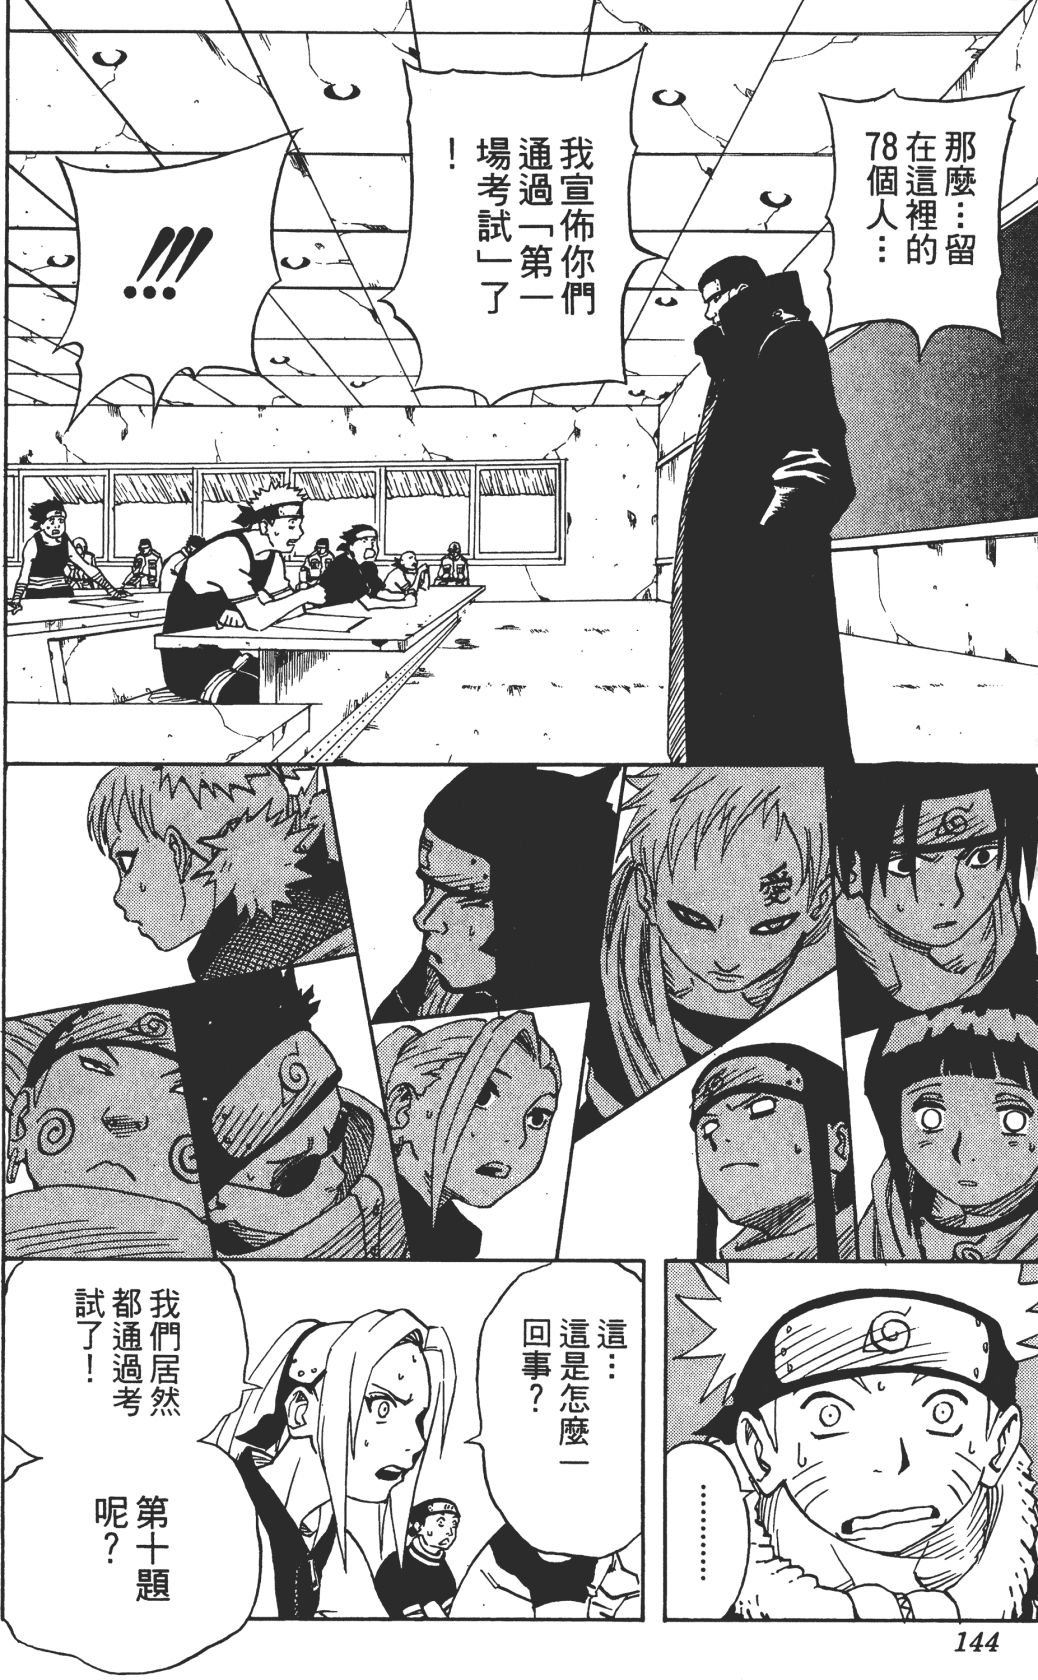 那麼…留
在這裡的
78個人…
我宣佈你們
通過「第一
場考試」了
！
!!!
愛
…………
這…
這是怎麼一
回事？
我們居然
都通過考
試了！
第十題
呢？
144